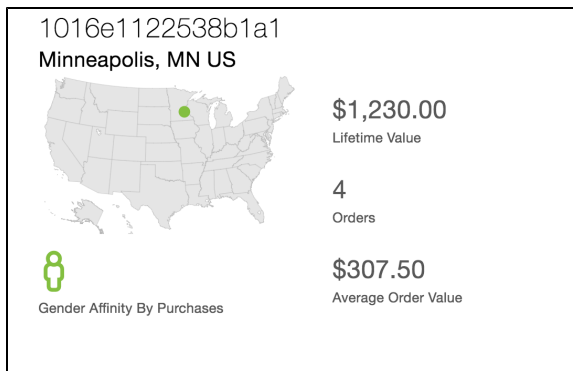 1016e1122538b1a1
Minneapolis, MN US
$1,230.00
Lifetime Value
4
Orders
$307.50
Average Order Value
Gender Affinity By Purchases